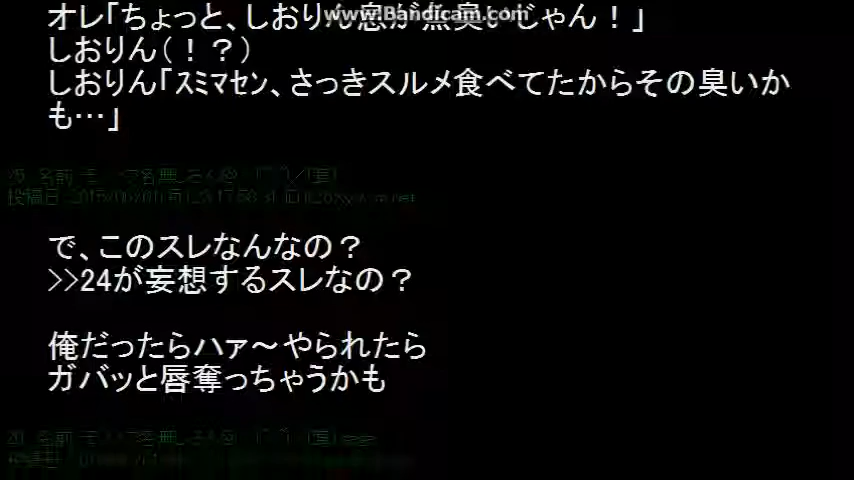 www.Bandicam.com
オレ「ちょっと、しおりん息が魚臭いじゃん！」
しおりん（！？）
しおりん「ｽﾐﾏｾﾝ、さっきスルメ食べてたからその臭いか
も…」
で、このスレなんなの？
>>24が妄想するスレなの？
俺だったらハァ～やられたら
ガバッと唇奪っちゃうかも